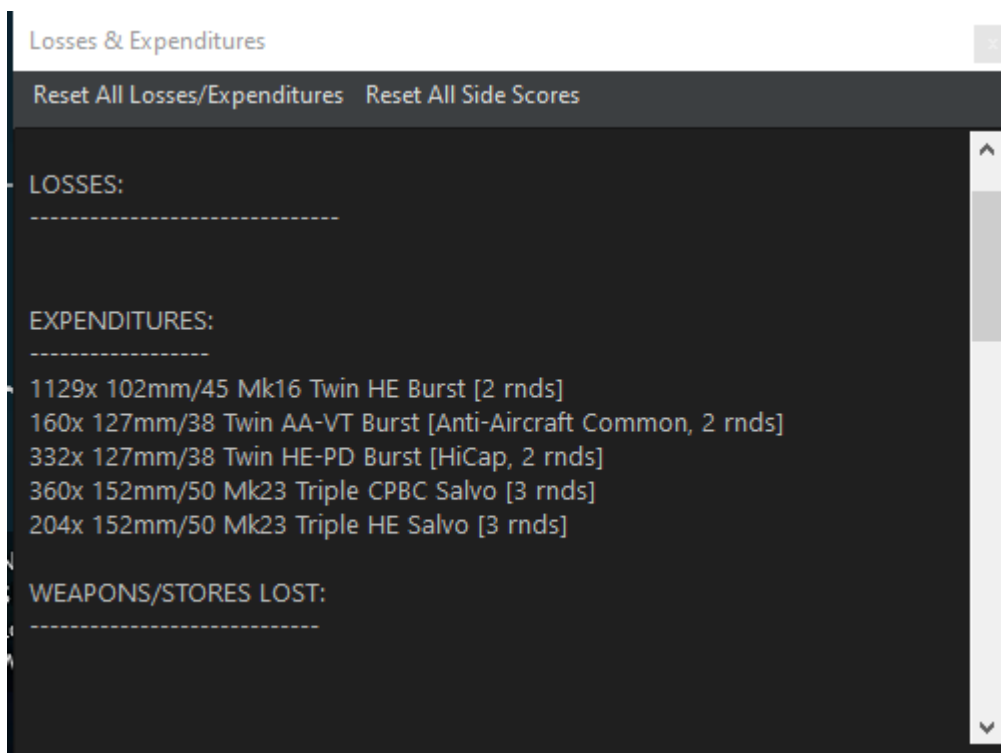 Losses & Expenditures
x
Reset All Losses/Expenditures Reset All Side Scores
LOSSES:
-------------------------------
EXPENDITURES:
------------------
1129x 102mm/45 Mk16 Twin HE Burst [2 rnds]
160x 127mm/38 Twin AA-VT Burst [Anti-Aircraft Common, 2 rnds]
332x 127mm/38 Twin HE-PD Burst [HiCap, 2 rnds]
360x 152mm/50 Mk23 Triple CPBC Salvo [3 rnds]
204x 152mm/50 Mk23 Triple HE Salvo [3 rnds]
WEAPONS/STORES LOST:
-----------------------------